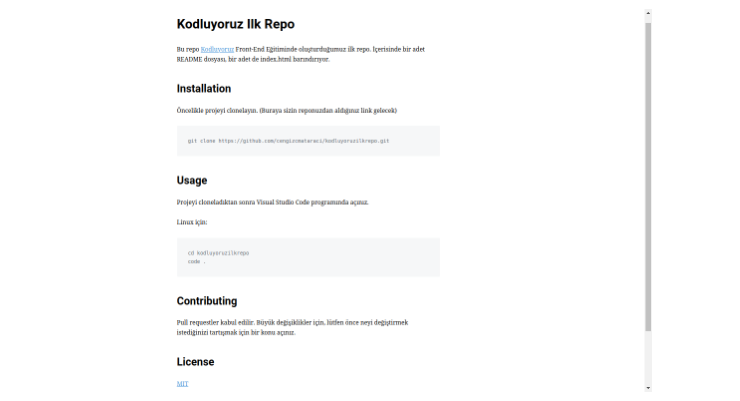 Kodluyoruz Ilk Repo
Bu repo Kodluyoruz Front-End Eğitiminde oluşturduğumuz ilk repo. İçerisinde bir adet
README dosyası, bir adet de index.html barındırıyor.
Installation
Öncelikle projeyi clonelayın. (Buraya sizin reponuzdan aldığınız link gelecek)
git clone https://github.com/cengizcmataraci/kodluyoruzilkrepo.git
Usage
Projeyi cloneladıktan sonra Visual Studio Code programında açınız.
Linux için:
cd kodluyoruzilkrepo
code .
Contributing
Pull requestler kabul edilir. Büyük değişiklikler için, lütfen önce neyi değiştirmek
istediğinizi tartışmak için bir konu açınız.
License
MIT